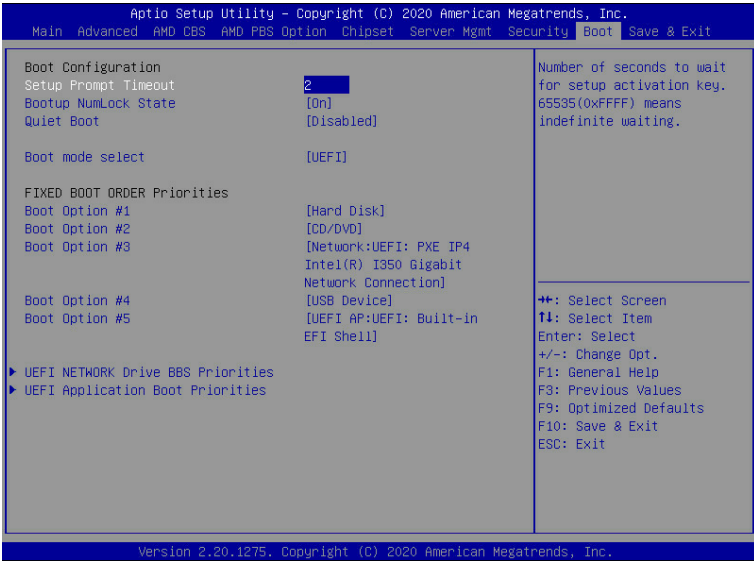 Aptio Setup Utility – Copyright (C) 2020 American Megatrends, Inc.
Main Advanced AMD CBS AMD PBS Option Chipset Server Mgmt Security Boot Save & Exit
Boot Configuration
Setup Prompt Timeout 2
Bootup NumLock State [On]
Quiet Boot [Disabled]
Boot mode select [UEFI]
FIXED BOOT ORDER Priorities
Boot Option #1 [Hard Disk]
Boot Option #2 [CD/DVD]
Boot Option #3 [Network:UEFI: PXE IP4
Intel(R) I350 Gigabit
Network Connection]
Boot Option #4 [USB Device]
Boot Option #5 [UEFI AP:UEFI: Built-in
EFI Shell]
UEFI NETWORK Drive BBS Priorities
UEFI Application Boot Priorities
Number of seconds to wait
for setup activation key.
65535(0xFFFF) means
indefinite waiting.
→←: Select Screen
↑↓: Select Item
Enter: Select
+/-: Change Opt.
F1: General Help
F3: Previous Values
F9: Optimized Defaults
F10: Save & Exit
ESC: Exit
Version 2.20.1275. Copyright (C) 2020 American Megatrends, Inc.